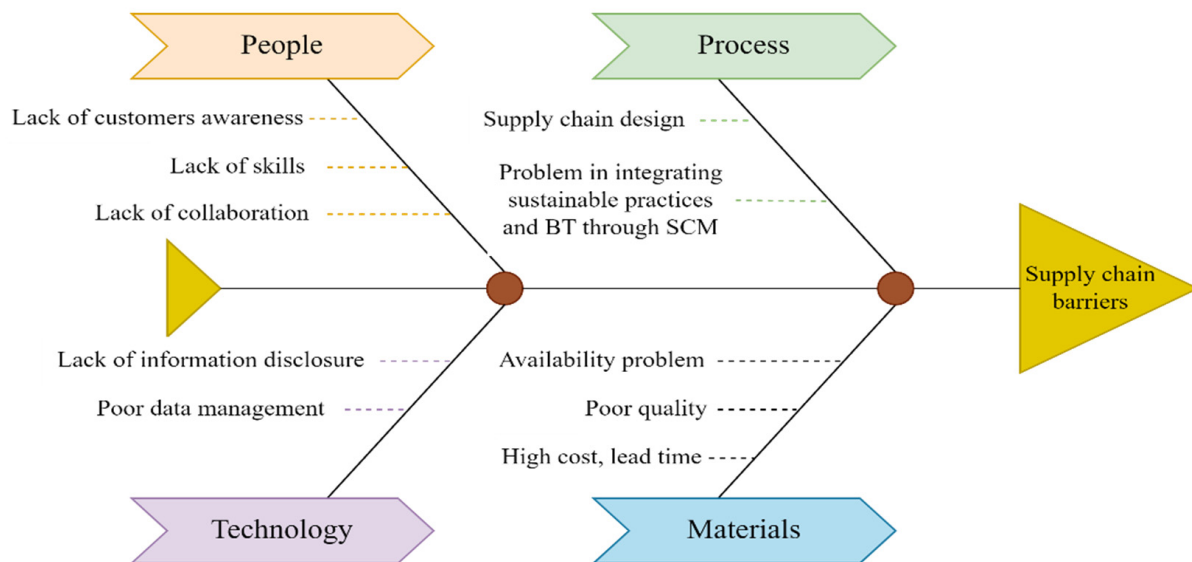 People
Process
Lack of customers awareness
Lack of skills
Lack of collaboration
Supply chain design
Problem in integrating
sustainable practices
and BT through SCM
Supply chain
barriers
Lack of information disclosure
Poor data management
Availability problem
Poor quality
High cost, lead time
Technology
Materials